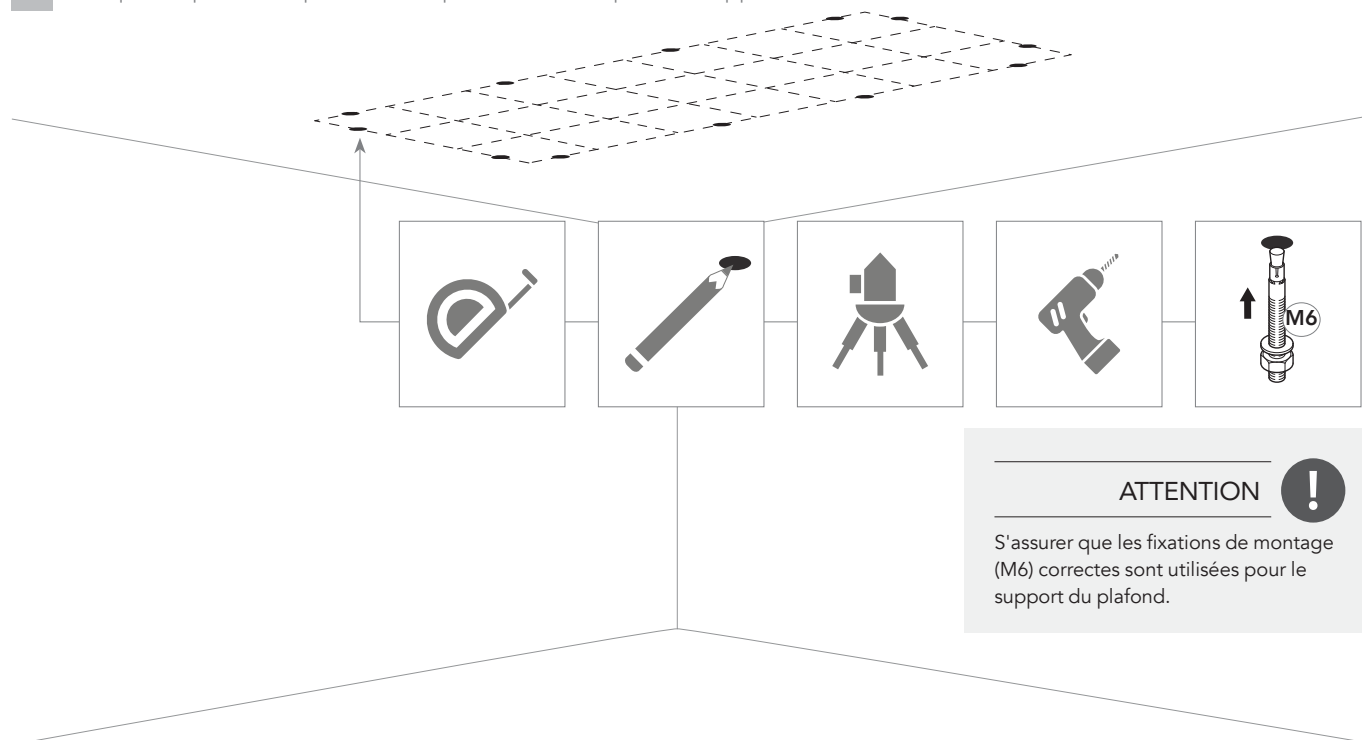 M6
ATTENTION
!
S'assurer que les fixations de montage
(M6) correctes sont utilisées pour le
support du plafond.